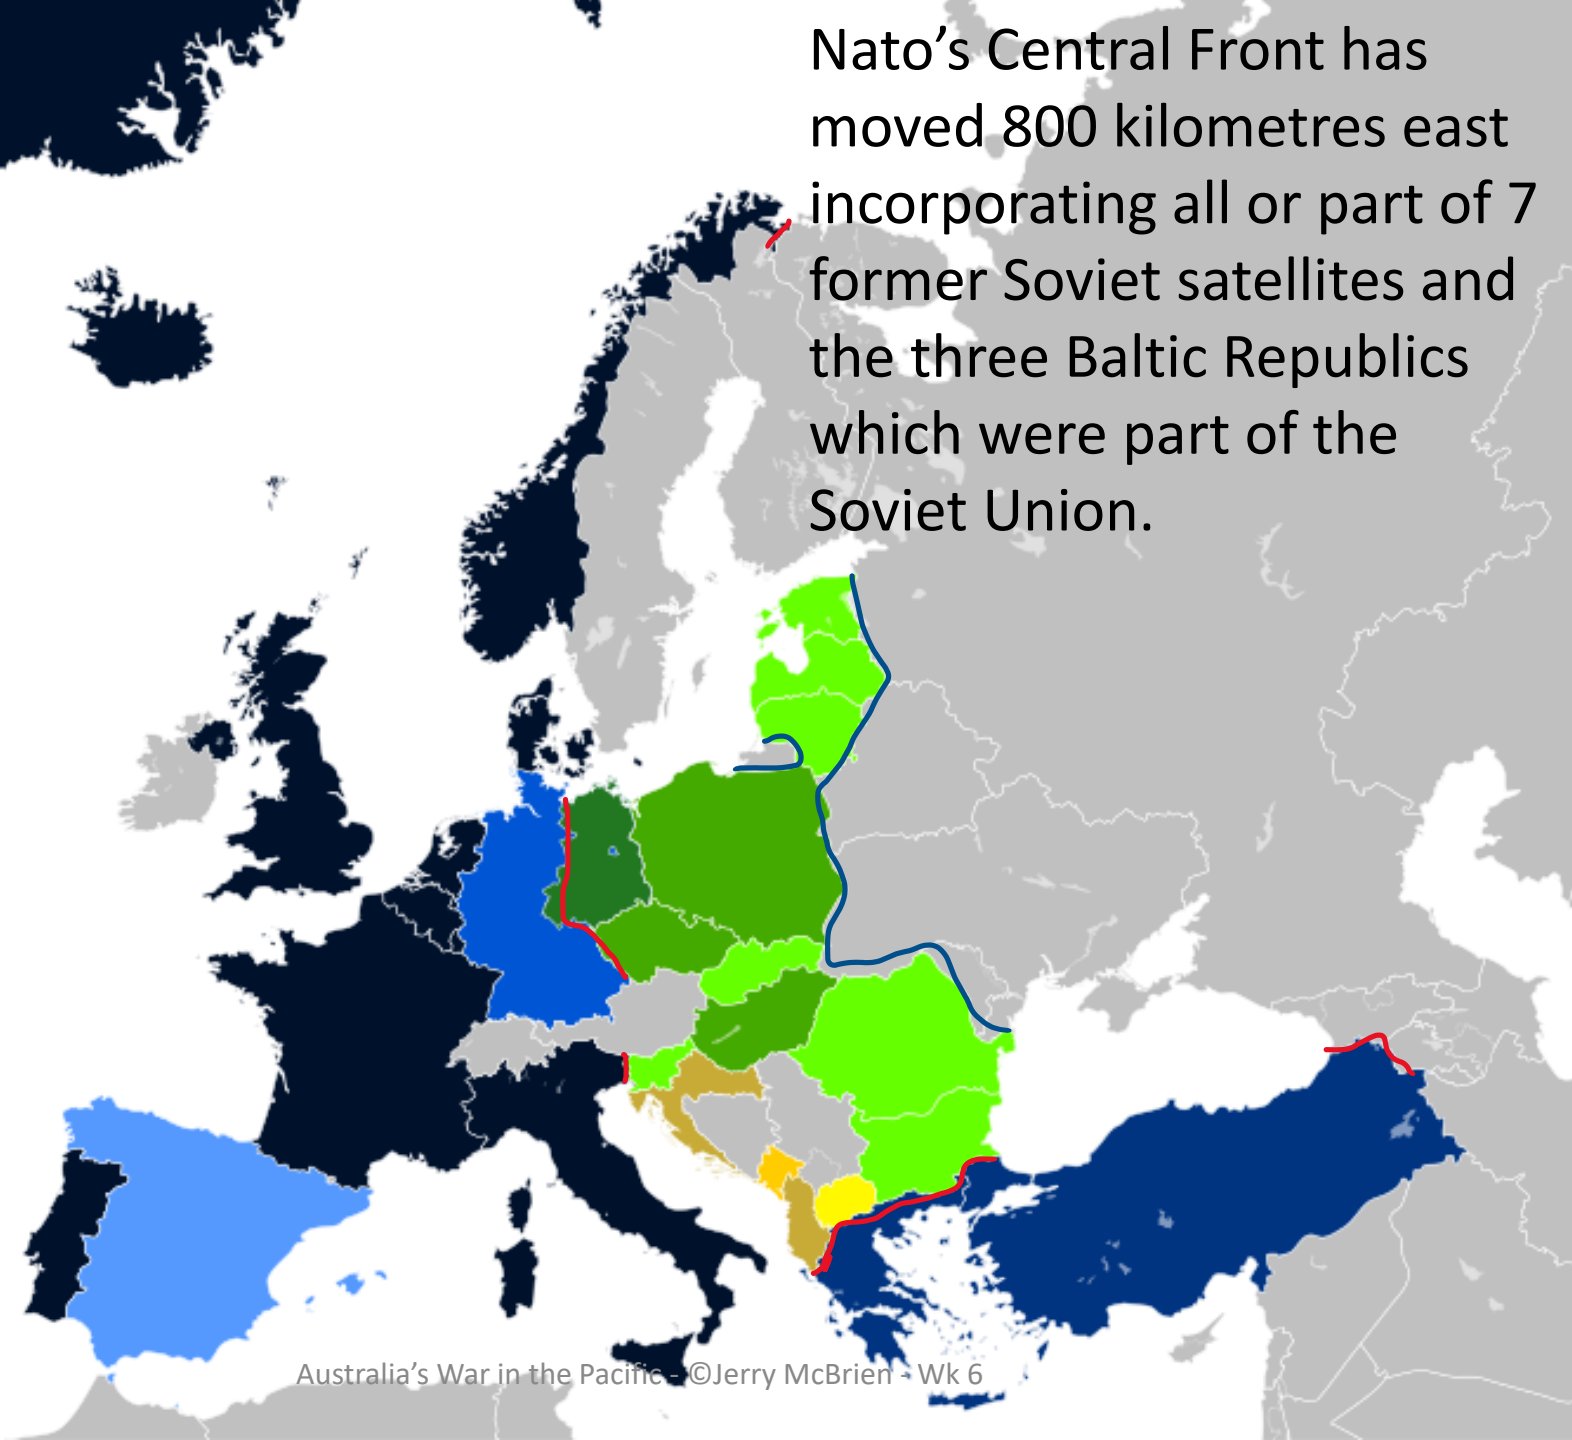 Nato’s Central Front has
moved 800 kilometres east
incorporating all or part of 7
former Soviet satellites and
the three Baltic Republics
which were part of the
Soviet Union.
Australia’s War in the Pacific - ©Jerry McBrien - Wk 6